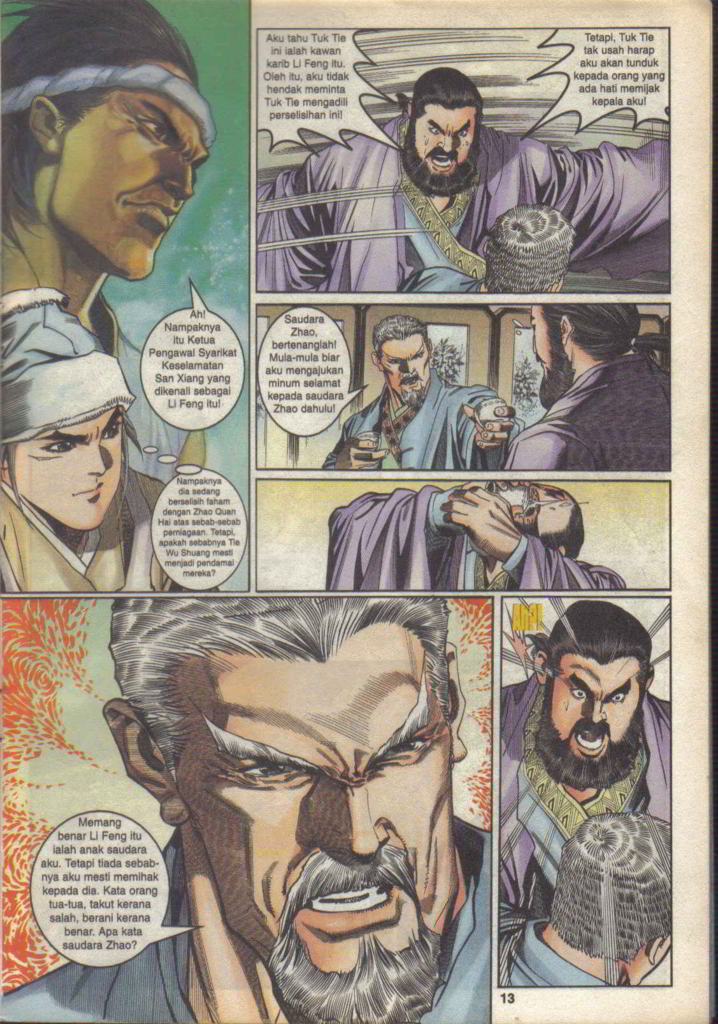 Ah!
Nampaknya
itu Ketua
Pengawal Syarikat
Keselamatan
San Xiang yang
dikenali sebagai
Li Feng itu!
Nampaknya
dia sedang
berselisih faham
dengan Zhao Quan
Hai atas sebab-sebab
perniagaan. Tetapi,
apakah sebabnya Tie
Wu Shuang mesti
menjadi pendamai
mereka?
Aku tahu Tuk Tie
ini ialah kawan
karib Li Feng itu.
Oleh itu, aku tidak
hendak meminta
Tuk Tie mengadili
perselisihan ini!
Tetapi, Tuk Tie
tak usah harap
aku akan tunduk
kepada orang yang
ada hati memijak
kepala aku!
Saudara
Zhao,
bertenanglah!
Mula-mula biar
aku mengajukan
minum selamat
kepada saudara
Zhao dahulu!
Memang
benar Li Feng itu
ialah anak saudara
aku. Tetapi tiada sebab-
nya aku mesti memihak
kepada dia. Kata orang
tua-tua, takut kerana
salah, berani kerana
benar. Apa kata
saudara Zhao?
13